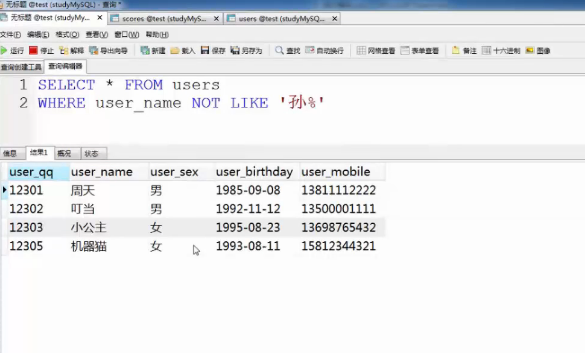 无标题 @test (studyMySQL) - 查询 *
无标题 @test (studyMy... scores @test (studyMyS... users @test (studyMySQ...
文件(F) 编辑(E) 格式(O) 查看(V) 窗口(W) 帮助(H)
运行 停止 解释 导出向导 新建 载入 保存 另存为 查找 自动换行 网格查看 表单查看 备注 十六进制 图像
查询创建工具 查询编辑器
1 SELECT * FROM users
2 WHERE user_name NOT LIKE '孙%'
信息 结果1 概况 状态
user_qq user_name user_sex user_birthday user_mobile
12301 周天 男 1985-09-08 13811112222
12302 叮当 男 1992-11-12 13500001111
12303 小公主 女 1995-08-23 13698765432
12305 机器猫 女 1993-08-11 15812344321